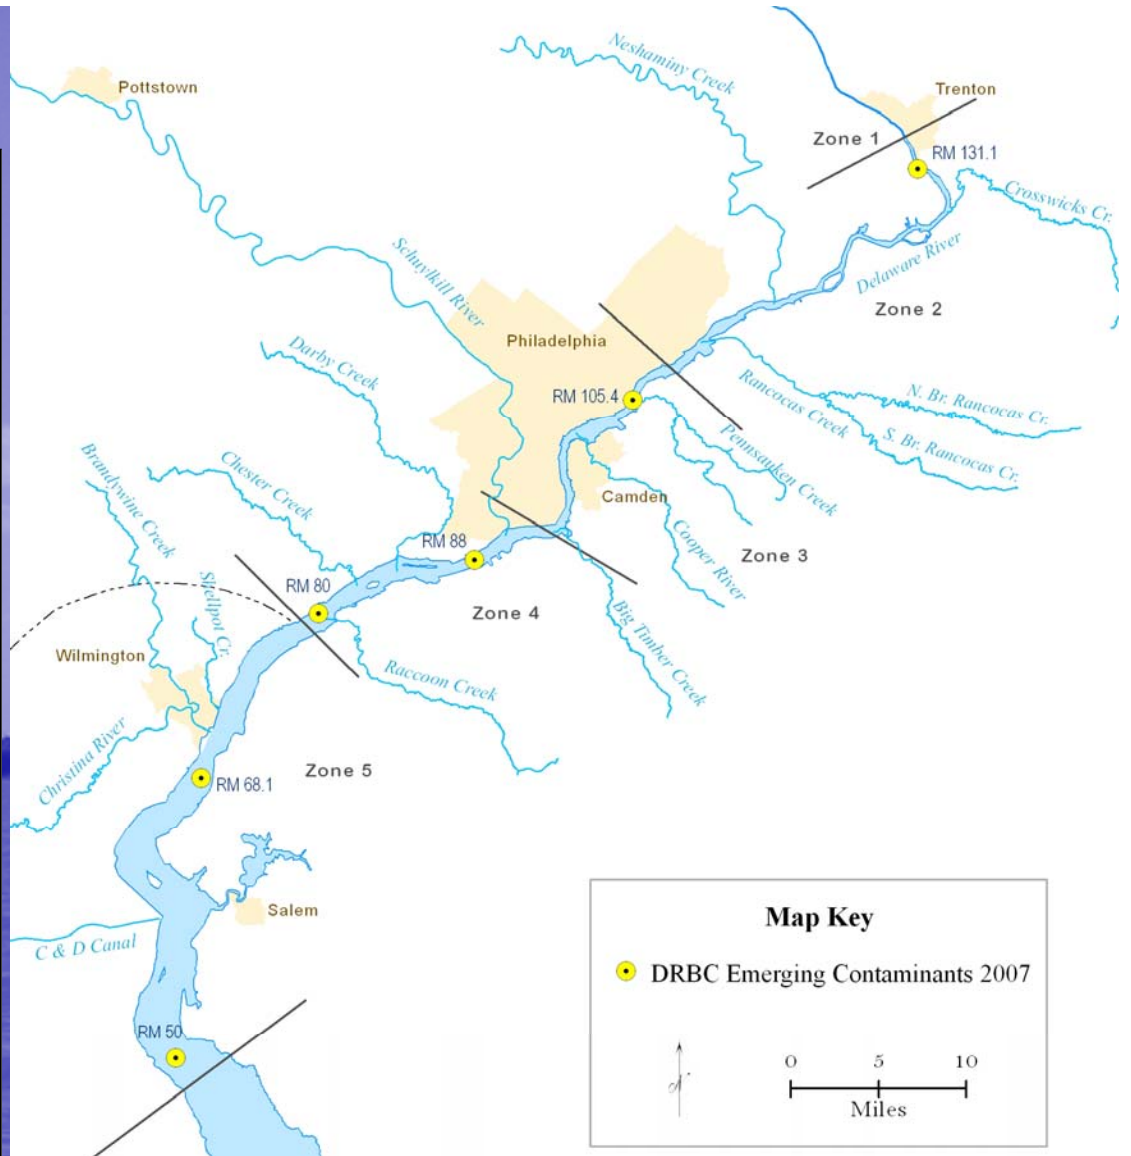 Neshaminy Creek
Pottstown
Trenton
Zone 1
RM 131.1
Crosswicks Cr.
Schuylkill River
Delaware River
Zone 2
Philadelphia
Darby Creek
RM 105.4
Rancocas Creek
N. Br. Rancocas Cr.
S. Br. Rancocas Cr.
Pennsauken Creek
Brandywine Creek
Chester Creek
Camden
RM 88
Cooper River
Zone 3
Shellpot Cr.
RM 80
Zone 4
Big Timber Creek
Wilmington
Raccoon Creek
Christina River
RM 68.1
Zone 5
Salem
C & D Canal
RM 50
Map Key
DRBC Emerging Contaminants 2007
N
0 5 10
Miles